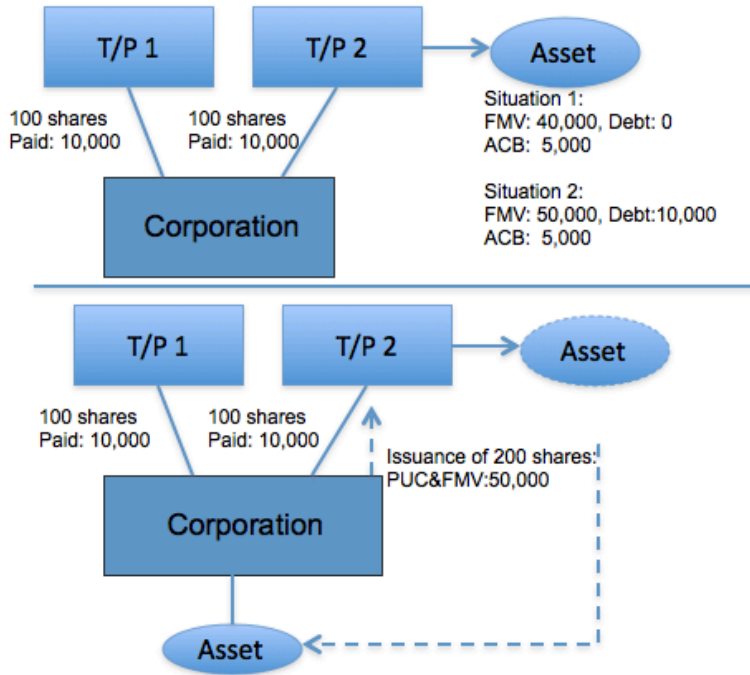 T/P 1
T/P 2
Asset
100 shares
Paid: 10,000
100 shares
Paid: 10,000
Situation 1:
FMV: 40,000, Debt: 0
ACB:  5,000
Situation 2:
FMV: 50,000, Debt:10,000
ACB:  5,000
Corporation
T/P 1
T/P 2
Asset
100 shares
Paid: 10,000
100 shares
Paid: 10,000
Issuance of 200 shares:
PUC&FMV:50,000
Corporation
Asset